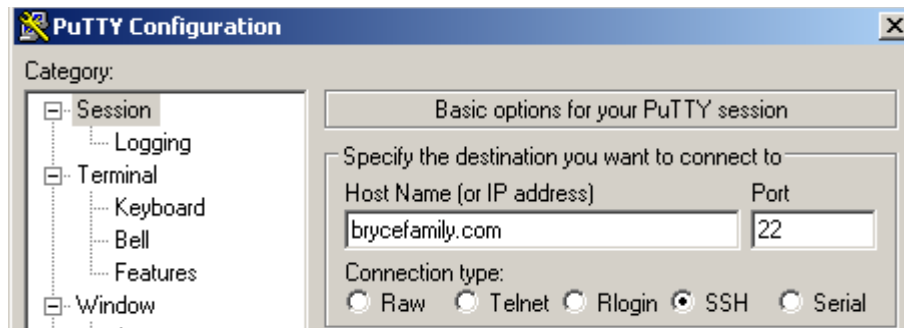 PuTTY Configuration
Category:
Session
Logging
Terminal
Keyboard
Bell
Features
Window
Basic options for your PuTTY session
Specify the destination you want to connect to
Host Name (or IP address) Port
brycefamily.com 22
Connection type:
Raw Telnet Rlogin SSH Serial